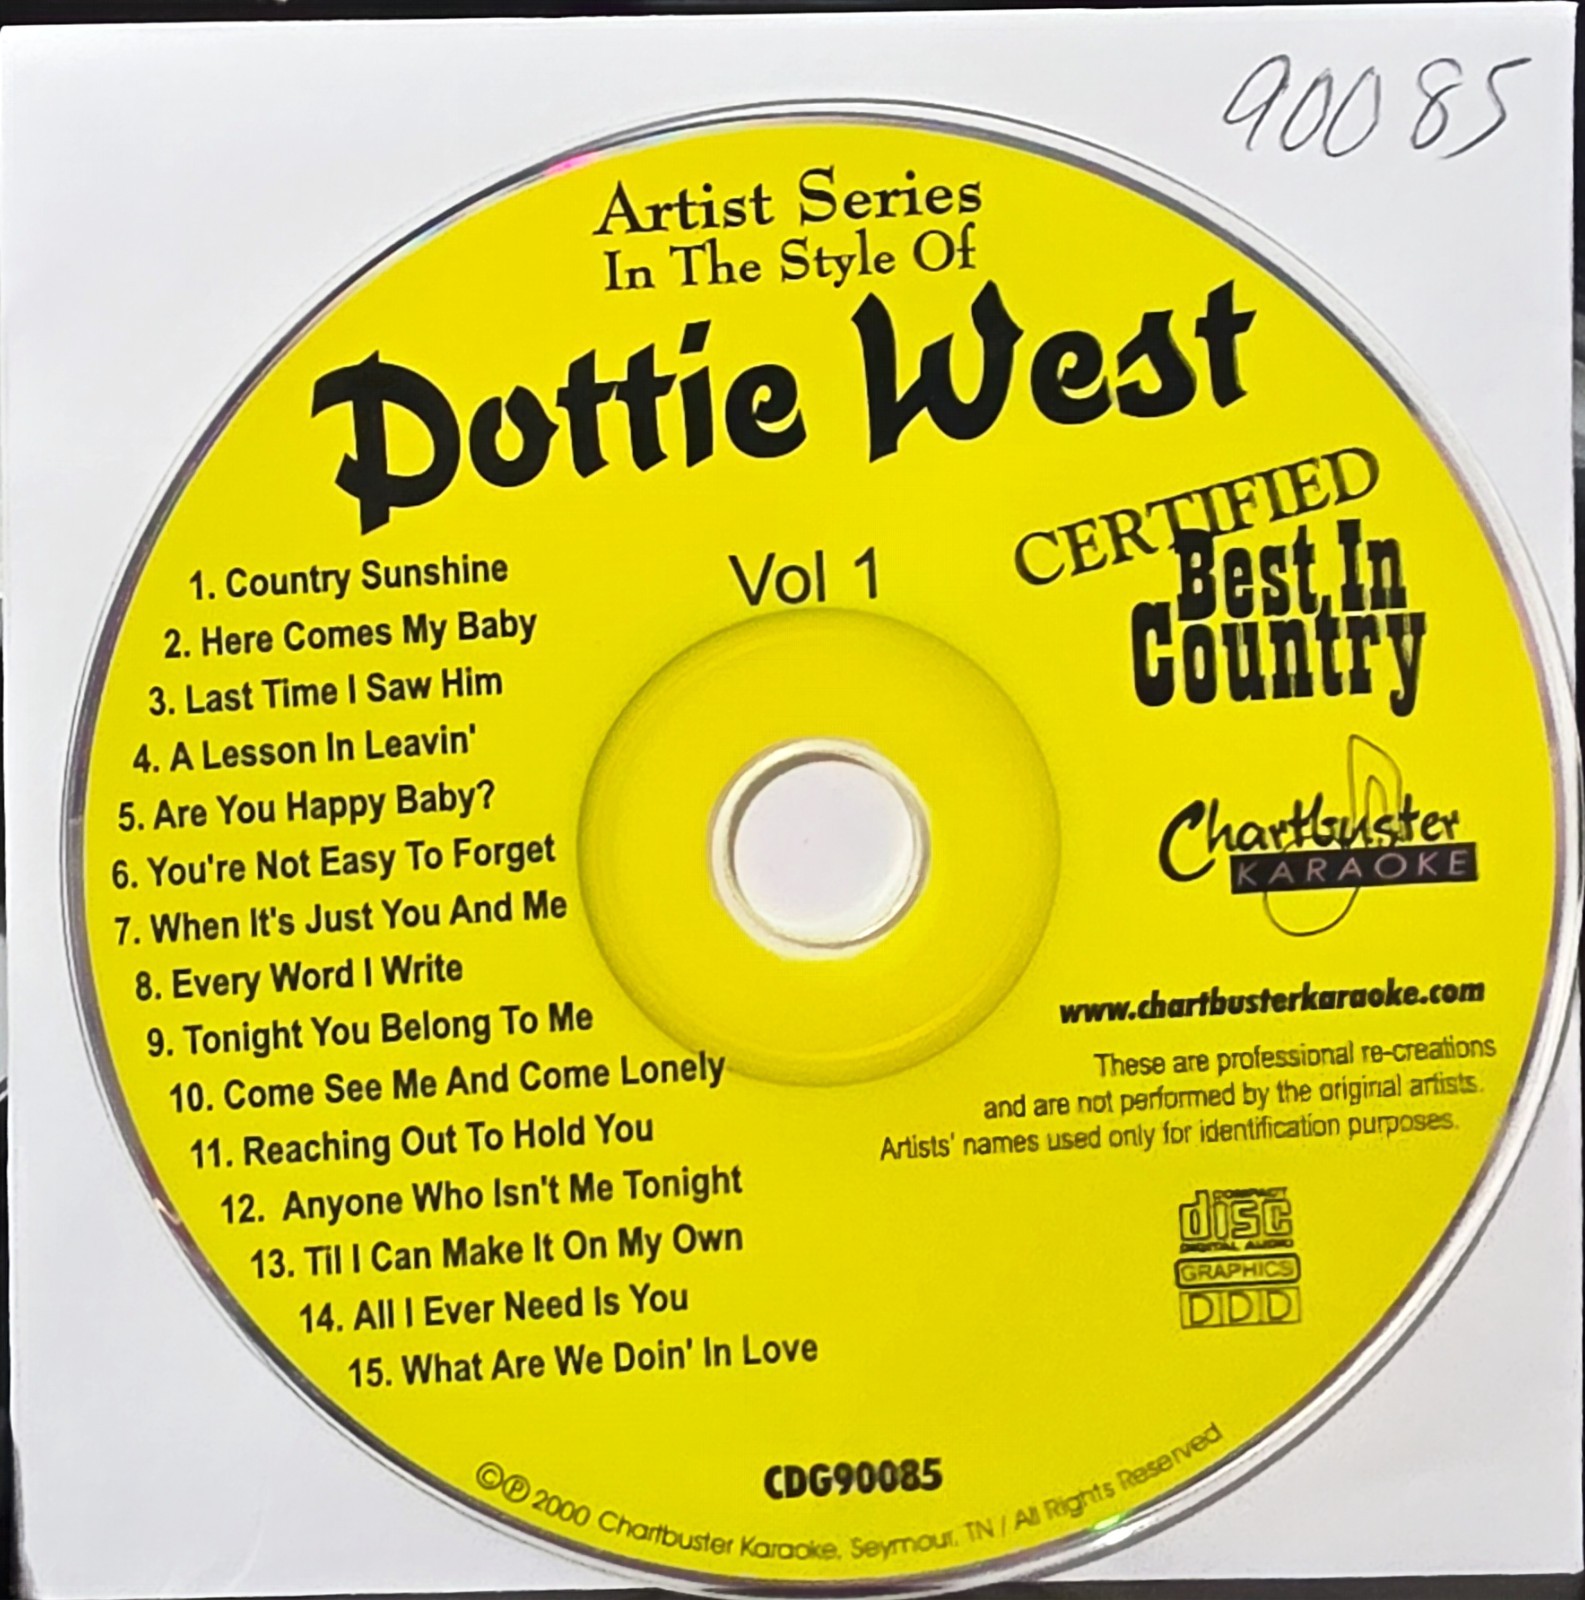 90085
Artist Series
In The Style Of
Dottie West
Vol 1
CERTIFIED
Best In
Country
1. Country Sunshine
2. Here Comes My Baby
3. Last Time I Saw Him
4. A Lesson In Leavin'
5. Are You Happy Baby?
6. You're Not Easy To Forget
7. When It's Just You And Me
8. Every Word I Write
9. Tonight You Belong To Me
10. Come See Me And Come Lonely
11. Reaching Out To Hold You
12. Anyone Who Isn't Me Tonight
13. Til I Can Make It On My Own
14. All I Ever Need Is You
15. What Are We Doin' In Love
Chartbuster
KARAOKE
www.chartbusterkaraoke.com
These are professional re-creations
and are not performed by the original artists.
Artists' names used only for identification purposes.
COMPACT
disc
DIGITAL AUDIO
GRAPHICS
DDD
CDG90085
©℗ 2000 Chartbuster Karaoke, Seymour, TN / All Rights Reserved